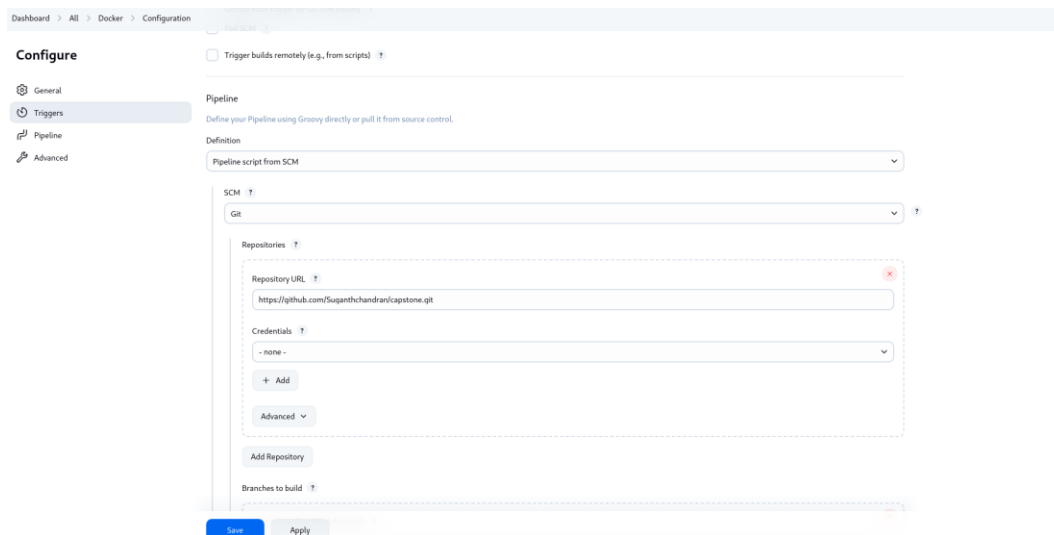 Dashboard > All > Docker > Configuration
Configure
General
Triggers
Pipeline
Advanced
Poll SCM ?
Trigger builds remotely (e.g., from scripts) ?
Pipeline
Define your Pipeline using Groovy directly or pull it from source control.
Definition
Pipeline script from SCM
SCM ?
Git
?
Repositories ?
Repository URL ?
https://github.com/Suganthchandran/capstone.git
Credentials ?
- none -
+ Add
Advanced
Add Repository
Branches to build ?
Save
Apply